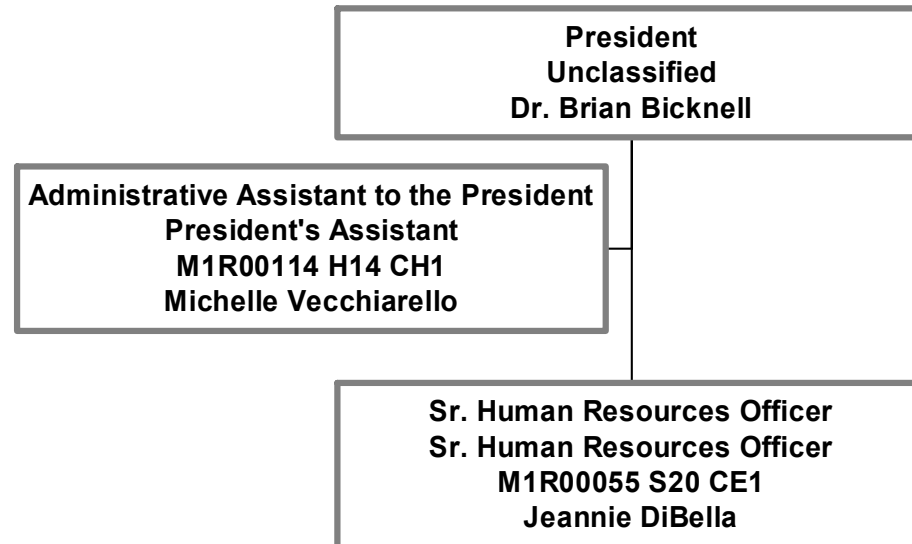 President
Unclassified
Dr. Brian Bicknell
Administrative Assistant to the President
President's Assistant
M1R00114 H14 CH1
Michelle Vecchiarello
Sr. Human Resources Officer
Sr. Human Resources Officer
M1R00055 S20 CE1
Jeannie DiBella